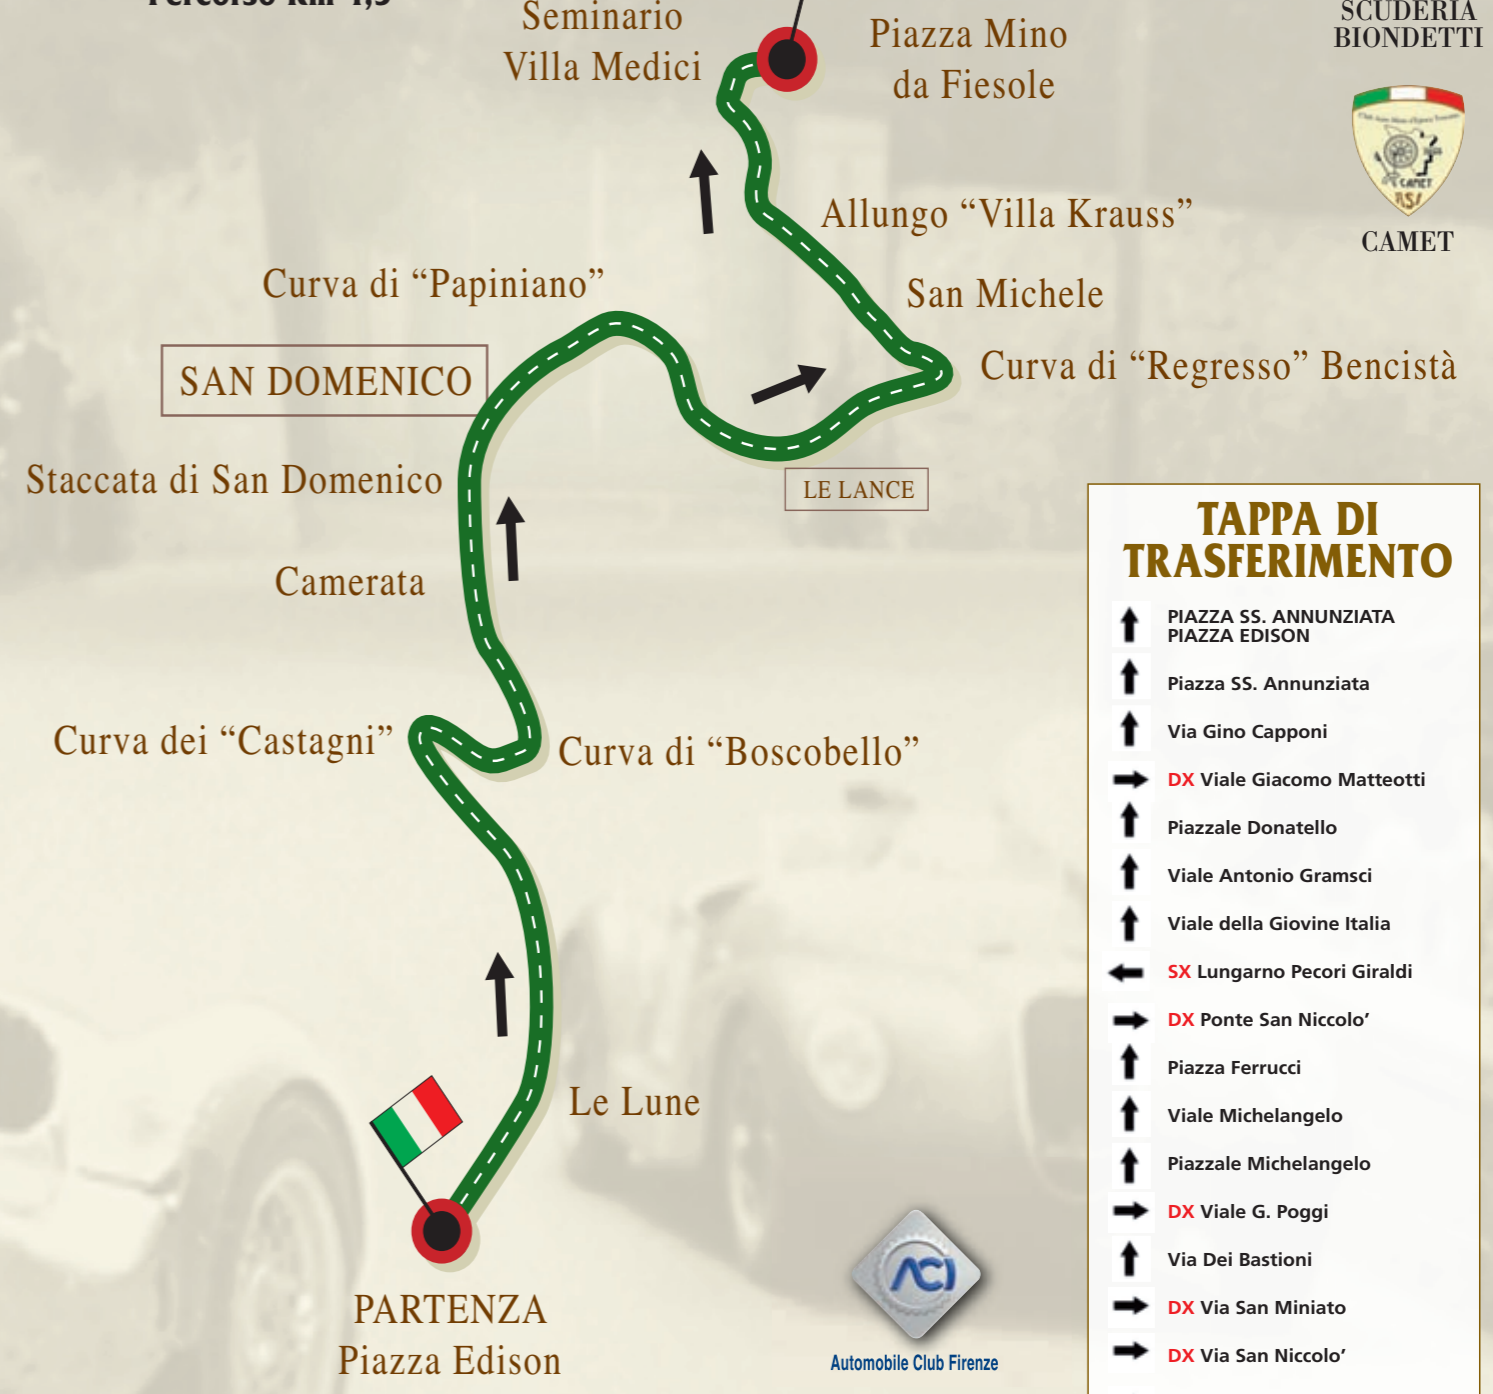 Seminario
Villa Medici
Piazza Mino
da Fiesole
SCUDERIA
BIONDETTI
CAMET
CAMET
Allungo “Villa Krauss”
San Michele
Curva di “Papiniano”
Curva di “Regresso” Bencistà
SAN DOMENICO
Staccata di San Domenico
LE LANCE
Camerata
Curva dei “Castagni”
Curva di “Boscobello”
Le Lune
PARTENZA
Piazza Edison
ACI
Automobile Club Firenze
TAPPA DI
TRASFERIMENTO
PIAZZA SS. ANNUNZIATA
PIAZZA EDISON
Piazza SS. Annunziata
Via Gino Capponi
DX Viale Giacomo Matteotti
Piazzale Donatello
Viale Antonio Gramsci
Viale della Giovine Italia
SX Lungarno Pecori Giraldi
DX Ponte San Niccolo’
Piazza Ferrucci
Viale Michelangelo
Piazzale Michelangelo
DX Viale G. Poggi
Via Dei Bastioni
DX Via San Miniato
DX Via San Niccolo’